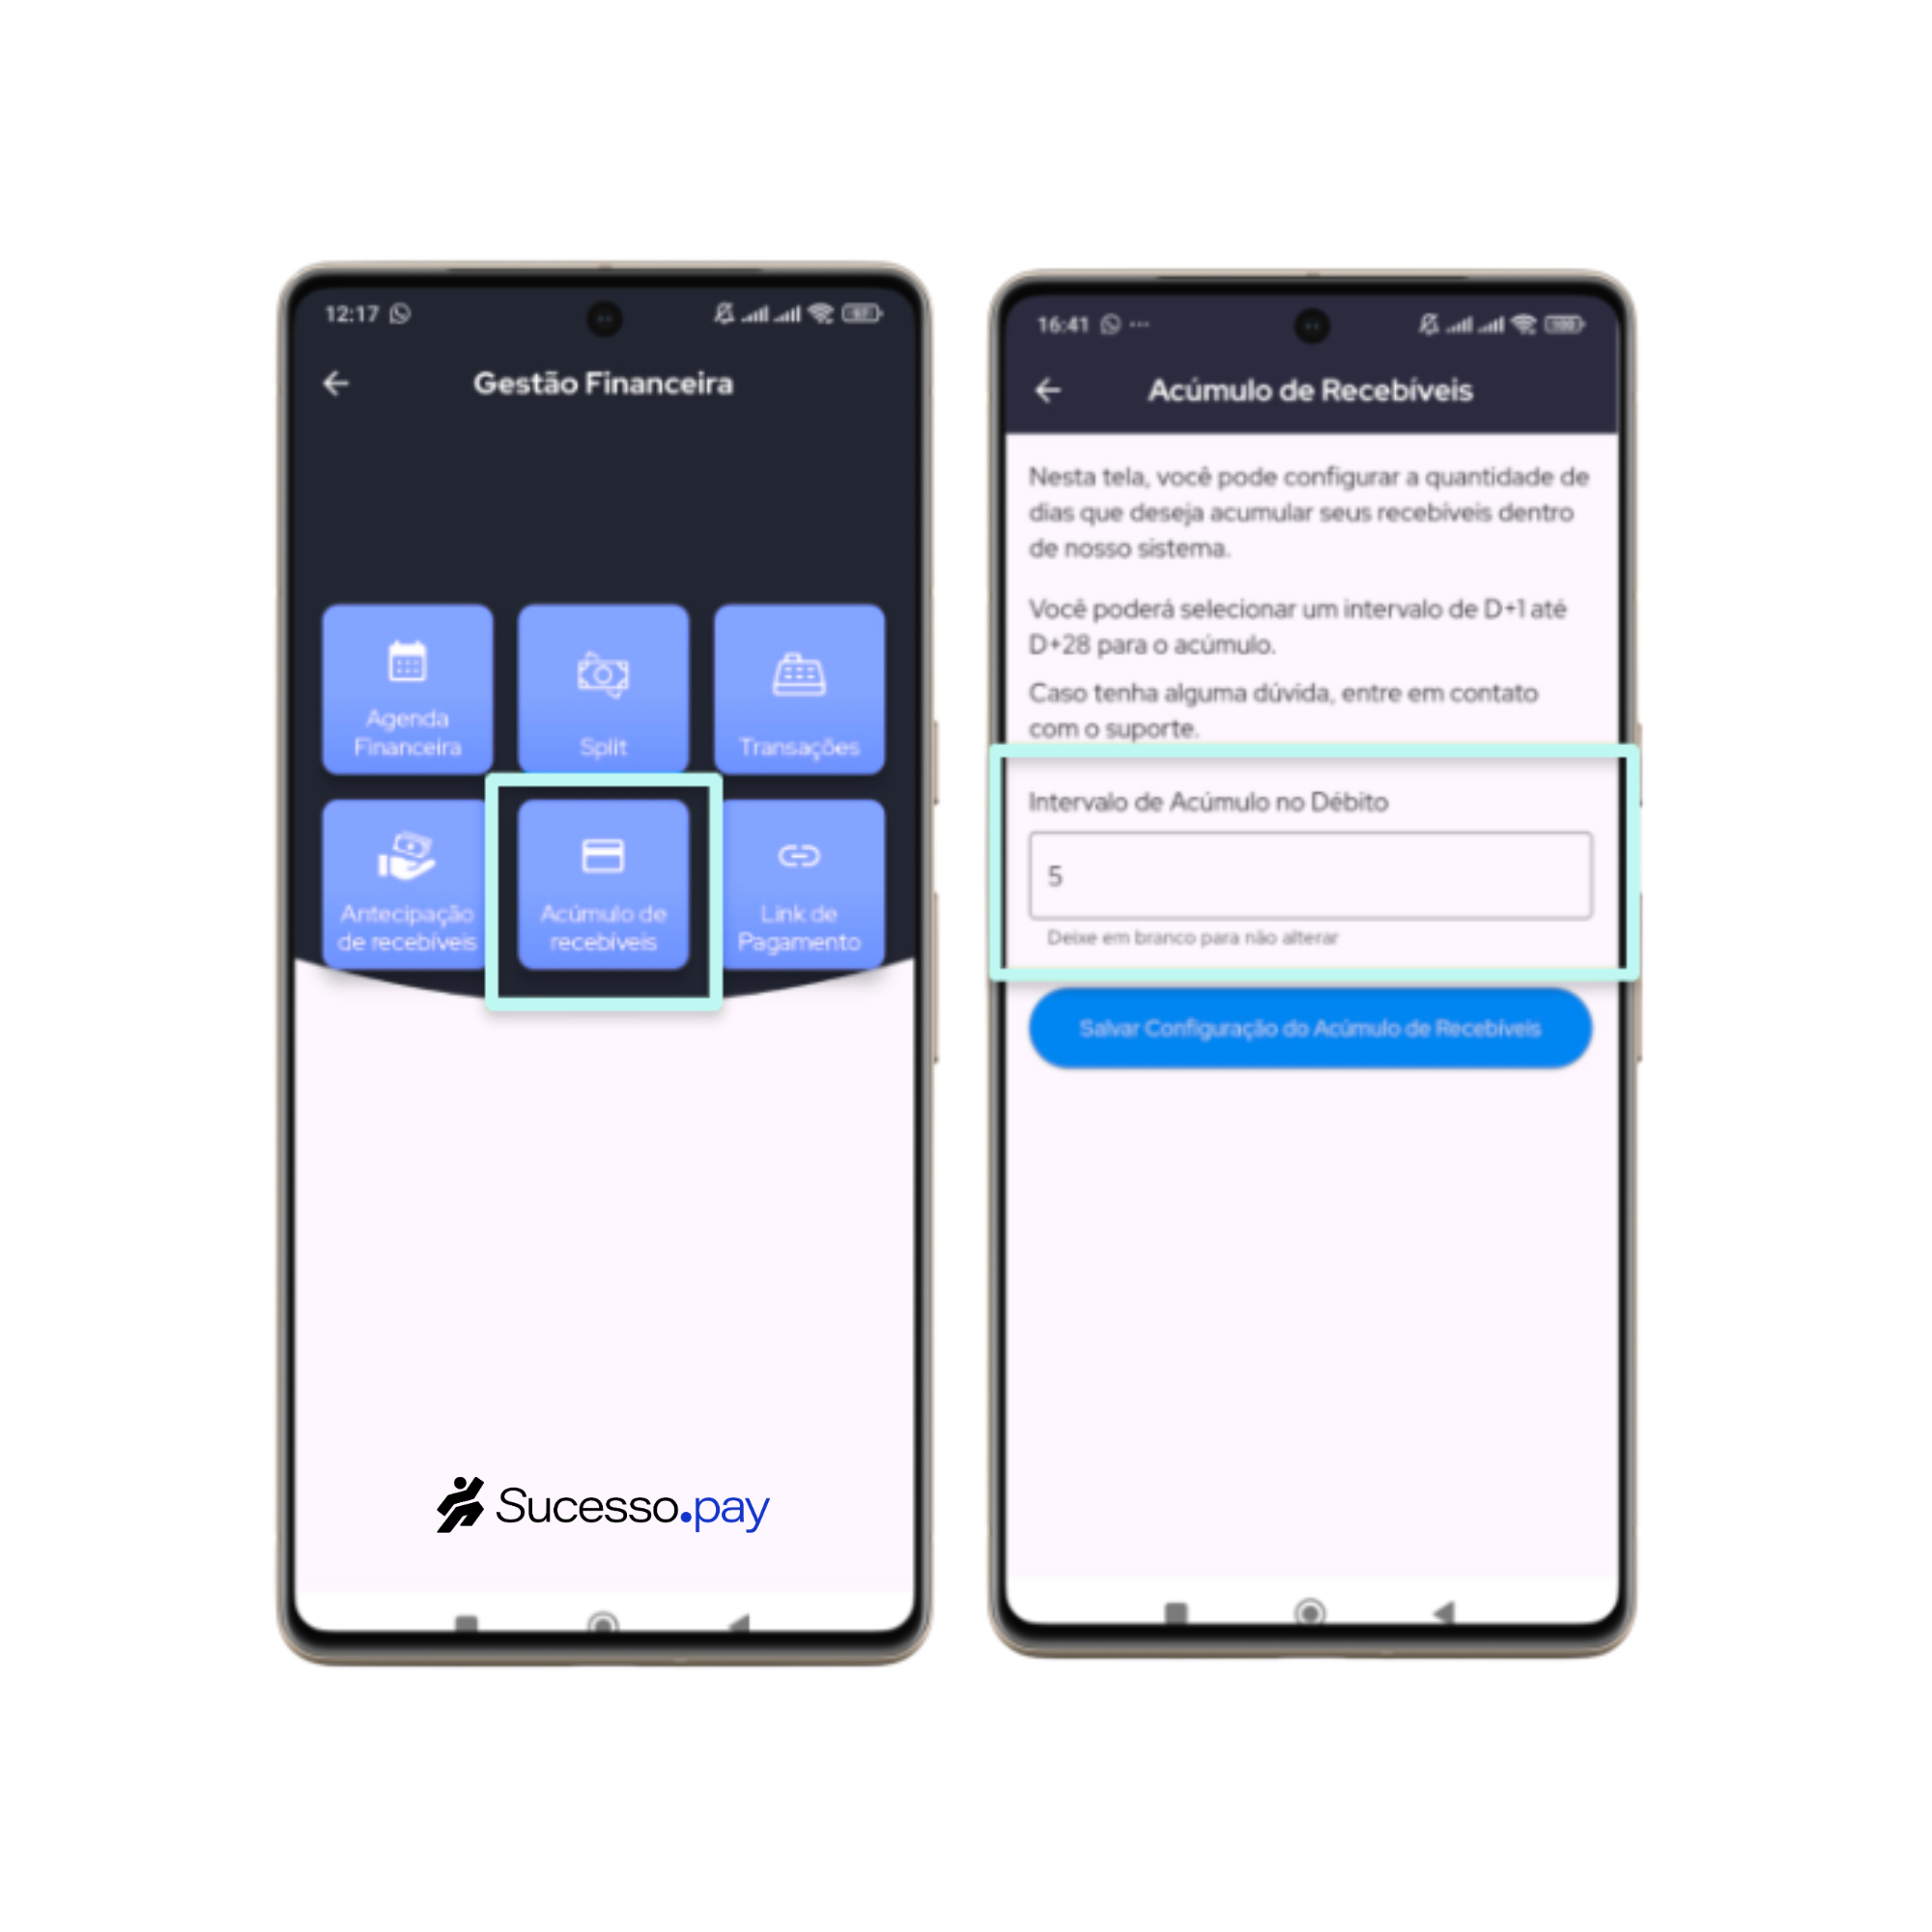 12:17
97
Gestão Financeira
Agenda
Financeira
Split
Transações
Antecipação
de recebíveis
Acúmulo de
recebíveis
Link de
Pagamento
Sucesso.pay
16:41
100
Acúmulo de Recebíveis
Nesta tela, você pode configurar a quantidade de
dias que deseja acumular seus recebíveis dentro
de nosso sistema.
Você poderá selecionar um intervalo de D+1 até
D+28 para o acúmulo.
Caso tenha alguma dúvida, entre em contato
com o suporte.
Intervalo de Acúmulo no Débito
5
Deixe em branco para não alterar
Salvar Configuração do Acúmulo de Recebíveis